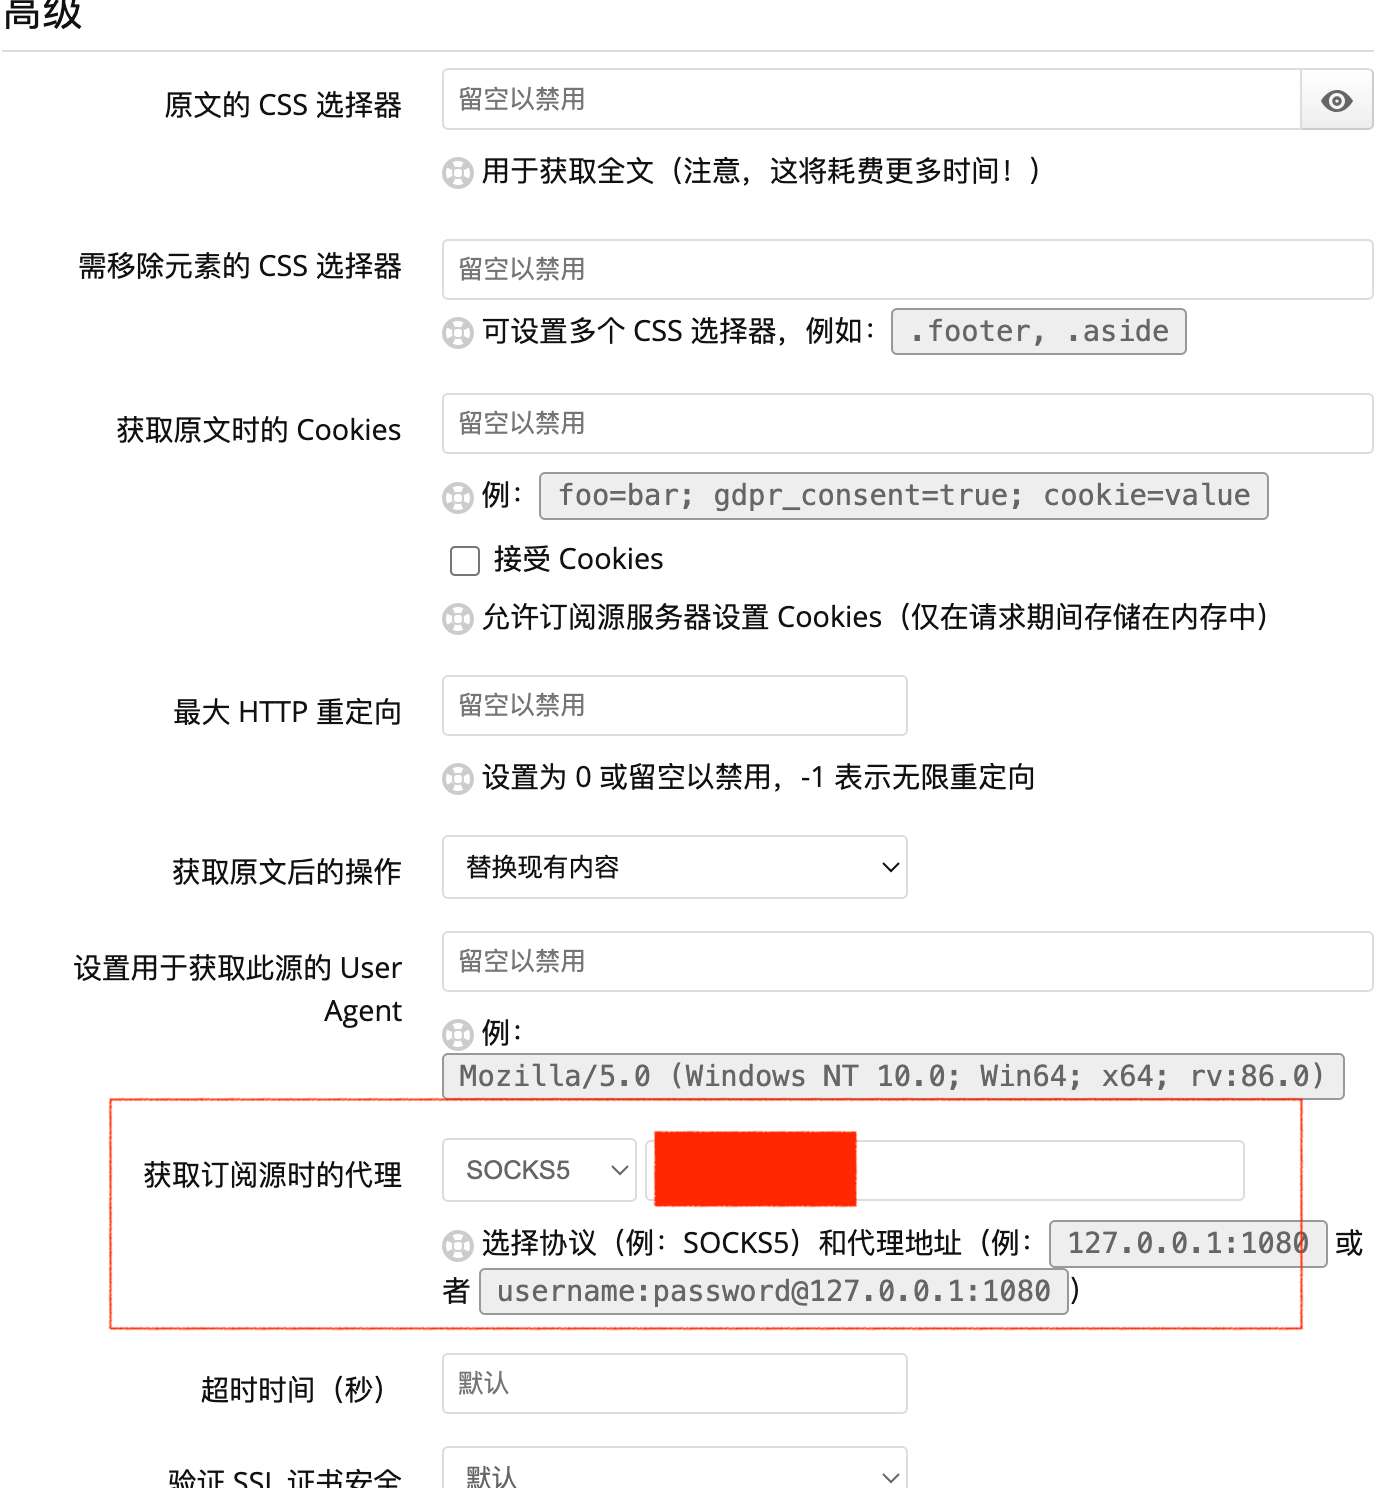 高级
原文的 CSS 选择器
留空以禁用
用于获取全文（注意，这将耗费更多时间！）
需移除元素的 CSS 选择器
留空以禁用
可设置多个 CSS 选择器，例如： .footer, .aside
获取原文时的 Cookies
留空以禁用
例： foo=bar; gdpr_consent=true; cookie=value
接受 Cookies
允许订阅源服务器设置 Cookies（仅在请求期间存储在内存中）
最大 HTTP 重定向
留空以禁用
设置为 0 或留空以禁用，-1 表示无限重定向
获取原文后的操作
替换现有内容
设置用于获取此源的 User
Agent
留空以禁用
例：
Mozilla/5.0 (Windows NT 10.0; Win64; x64; rv:86.0)
获取订阅源时的代理
SOCKS5
选择协议（例：SOCKS5）和代理地址（例： 127.0.0.1:1080 或
者 username:password@127.0.0.1:1080 ）
超时时间（秒）
默认
验证 SSL 证书安全
默认